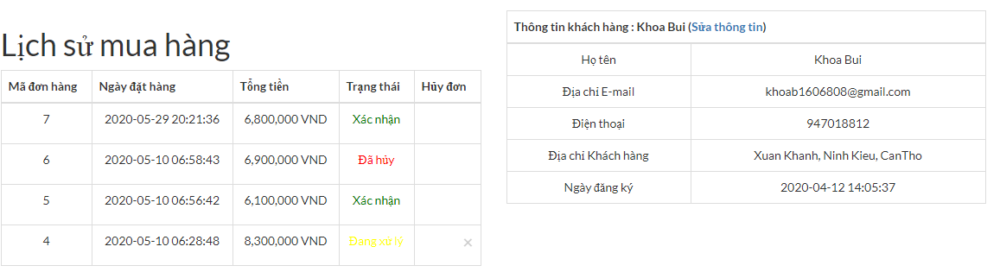 Lịch sử mua hàng
Mã đơn hàng Ngày đặt hàng Tổng tiền Trạng thái Hủy đơn
7 2020-05-29 20:21:36 6,800,000 VND Xác nhận
6 2020-05-10 06:58:43 6,900,000 VND Đã hủy
5 2020-05-10 06:56:42 6,100,000 VND Xác nhận
4 2020-05-10 06:28:48 8,300,000 VND Đang xử lý ×
Thông tin khách hàng : Khoa Bui (Sửa thông tin)
Họ tên Khoa Bui
Địa chỉ E-mail khoab1606808@gmail.com
Điện thoại 947018812
Địa chỉ Khách hàng Xuan Khanh, Ninh Kieu, CanTho
Ngày đăng ký 2020-04-12 14:05:37